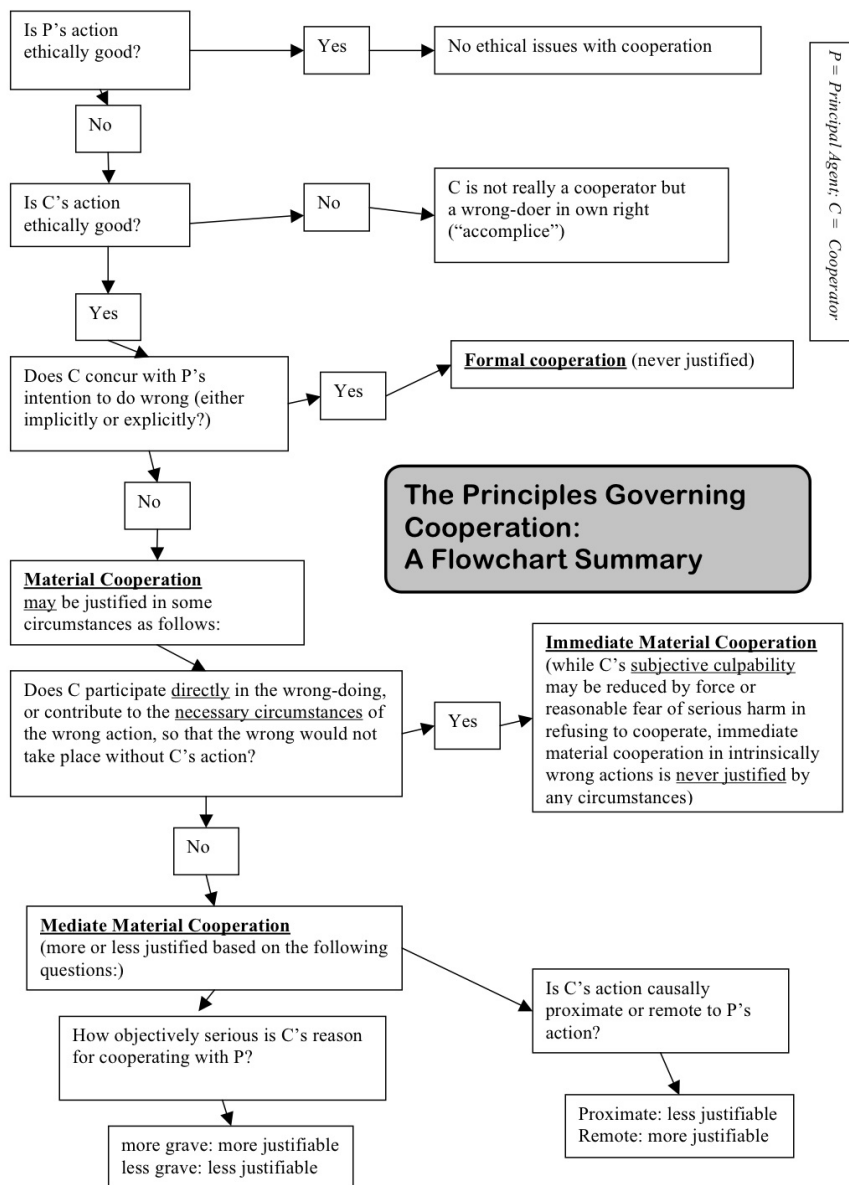 Is P's action
ethically good?
Yes
No ethical issues with cooperation
P = Principal Agent; C = Cooperator
No
Is C's action
ethically good?
No
C is not really a cooperator but
a wrong-doer in own right
("accomplice")
Yes
Does C concur with P's
intention to do wrong (either
implicitly or explicitly?)
Yes
Formal cooperation (never justified)
No
The Principles Governing
Cooperation:
A Flowchart Summary
Material Cooperation
may be justified in some
circumstances as follows:
Does C participate directly in the wrong-doing,
or contribute to the necessary circumstances of
the wrong action, so that the wrong would not
take place without C's action?
Yes
Immediate Material Cooperation
(while C's subjective culpability
may be reduced by force or
reasonable fear of serious harm in
refusing to cooperate, immediate
material cooperation in intrinsically
wrong actions is never justified by
any circumstances)
No
Mediate Material Cooperation
(more or less justified based on the following
questions:)
How objectively serious is C's reason
for cooperating with P?
more grave: more justifiable
less grave: less justifiable
Is C's action causally
proximate or remote to P's
action?
Proximate: less justifiable
Remote: more justifiable